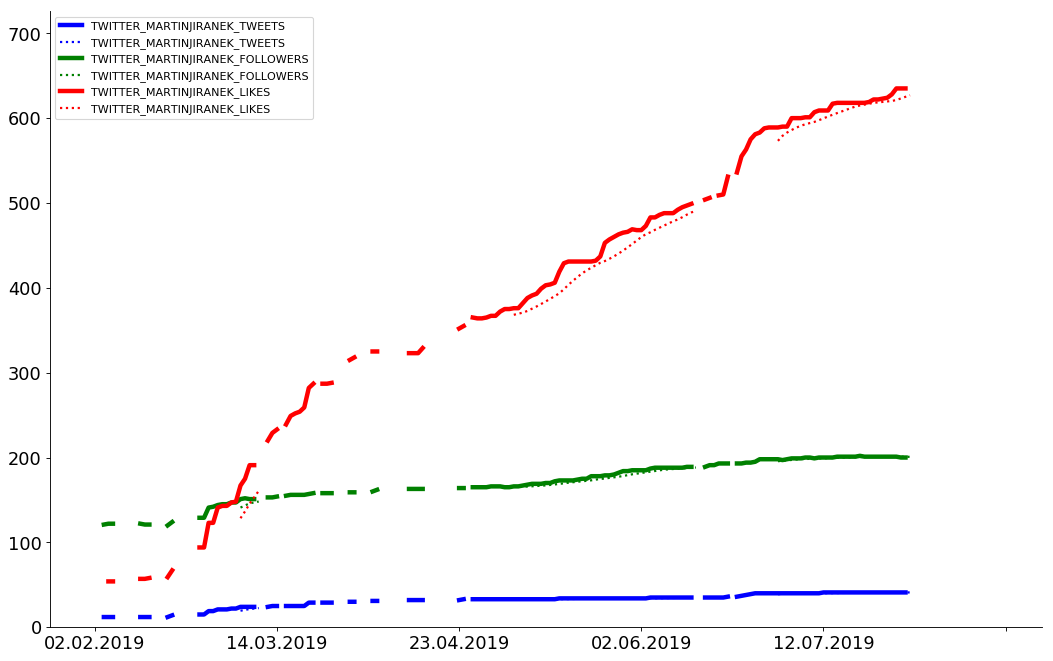 TWITTER_MARTINJIRANEK_TWEETS
TWITTER_MARTINJIRANEK_TWEETS
TWITTER_MARTINJIRANEK_FOLLOWERS
TWITTER_MARTINJIRANEK_FOLLOWERS
TWITTER_MARTINJIRANEK_LIKES
TWITTER_MARTINJIRANEK_LIKES
700
600
500
400
300
200
100
0
02.02.2019 14.03.2019 23.04.2019 02.06.2019 12.07.2019